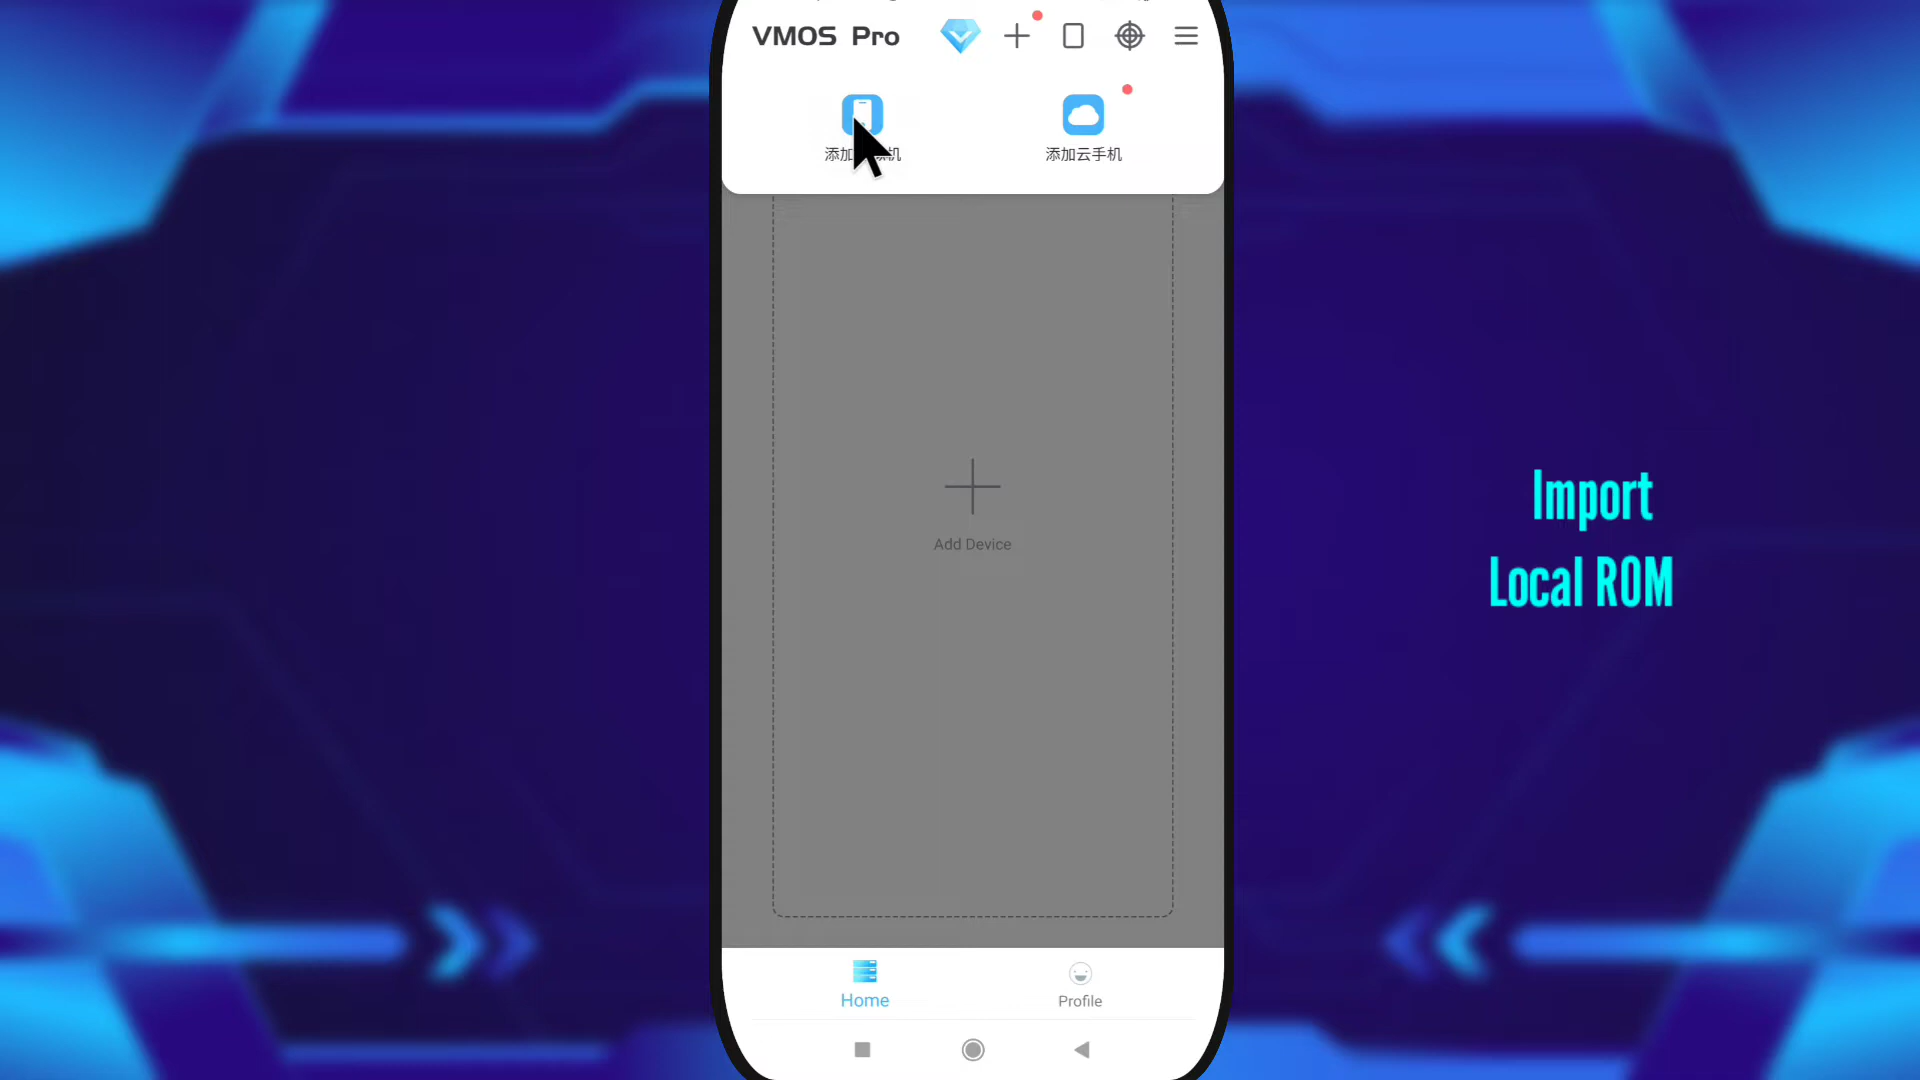 VMOS Pro
添加 机
添加云手机
Add Device
Import
Local ROM
Home
Profile